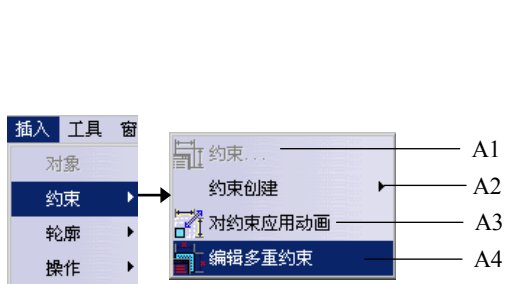 插入 工具 窗
对象
约束
轮廓
操作
约束... A1
约束创建 A2
对约束应用动画 A3
编辑多重约束 A4